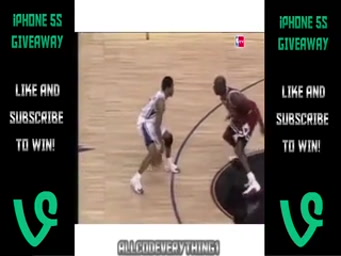 iPHONE 5S
GIVEAWAY
LIKE AND
SUBSCRIBE
TO WIN!
iPHONE 5S
GIVEAWAY
LIKE AND
SUBSCRIBE
TO WIN!
ALLCODEVERYTHING1